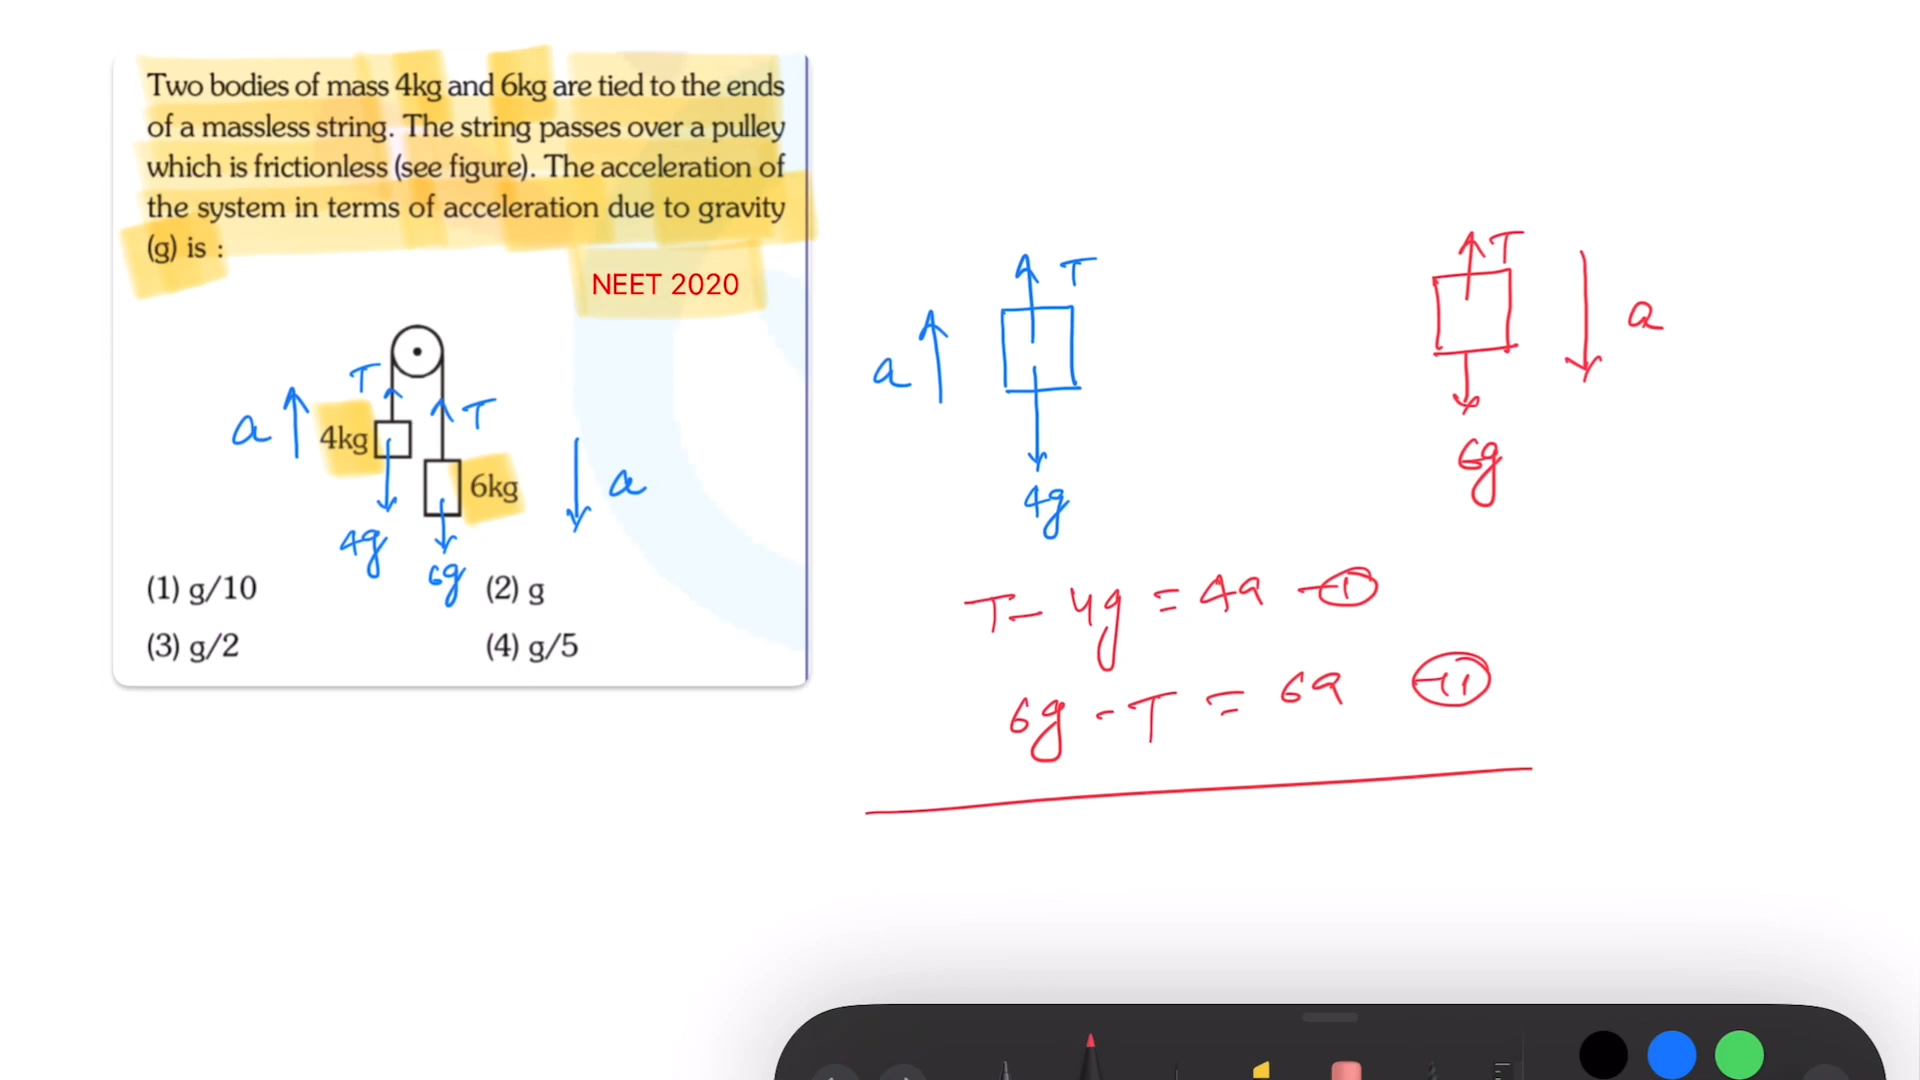 Two bodies of mass 4kg and 6kg are tied to the ends
of a massless string. The string passes over a pulley
which is frictionless (see figure). The acceleration of
the system in terms of acceleration due to gravity
(g) is :
NEET 2020
T
T
a
4kg
6kg
a
4g
6g
(1) g/10
(2) g
(3) g/2
(4) g/5
T
a
4g
T
a
6g
T - 4g = 4a - 1
6g - T = 6a - 11